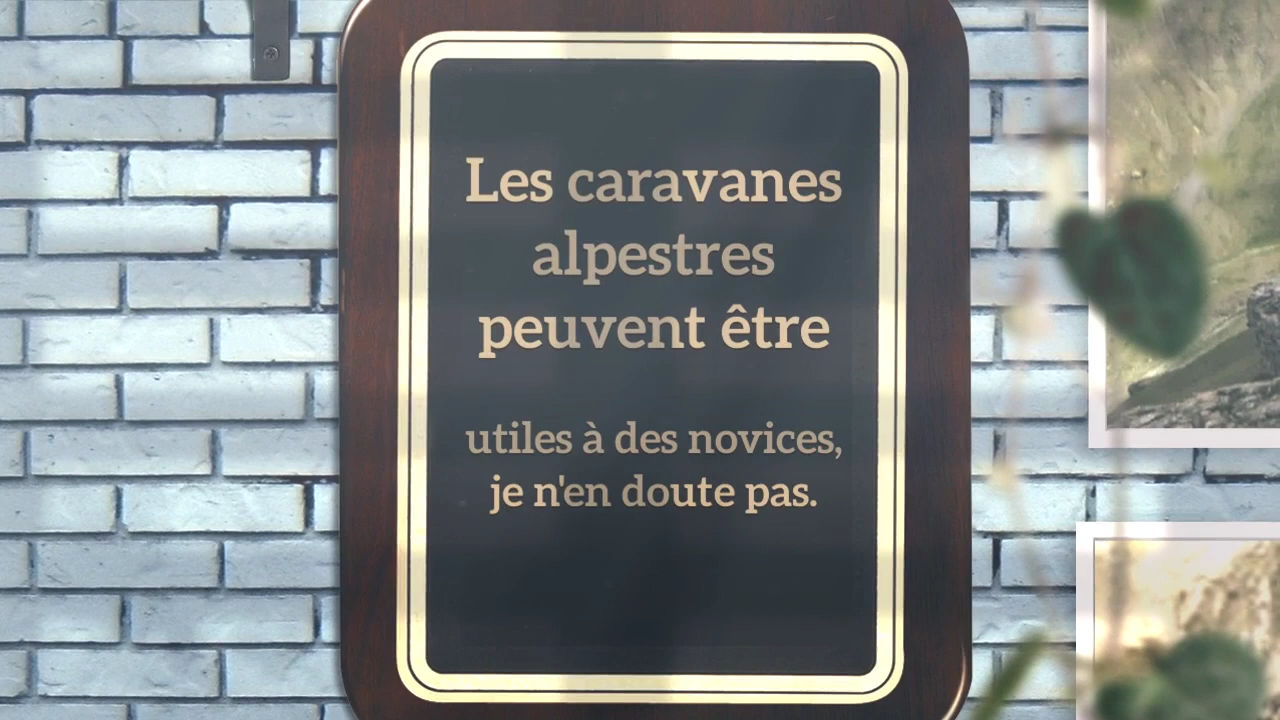 Les caravanes
alpestres
peuvent être
utiles à des novices,
je n'en doute pas.